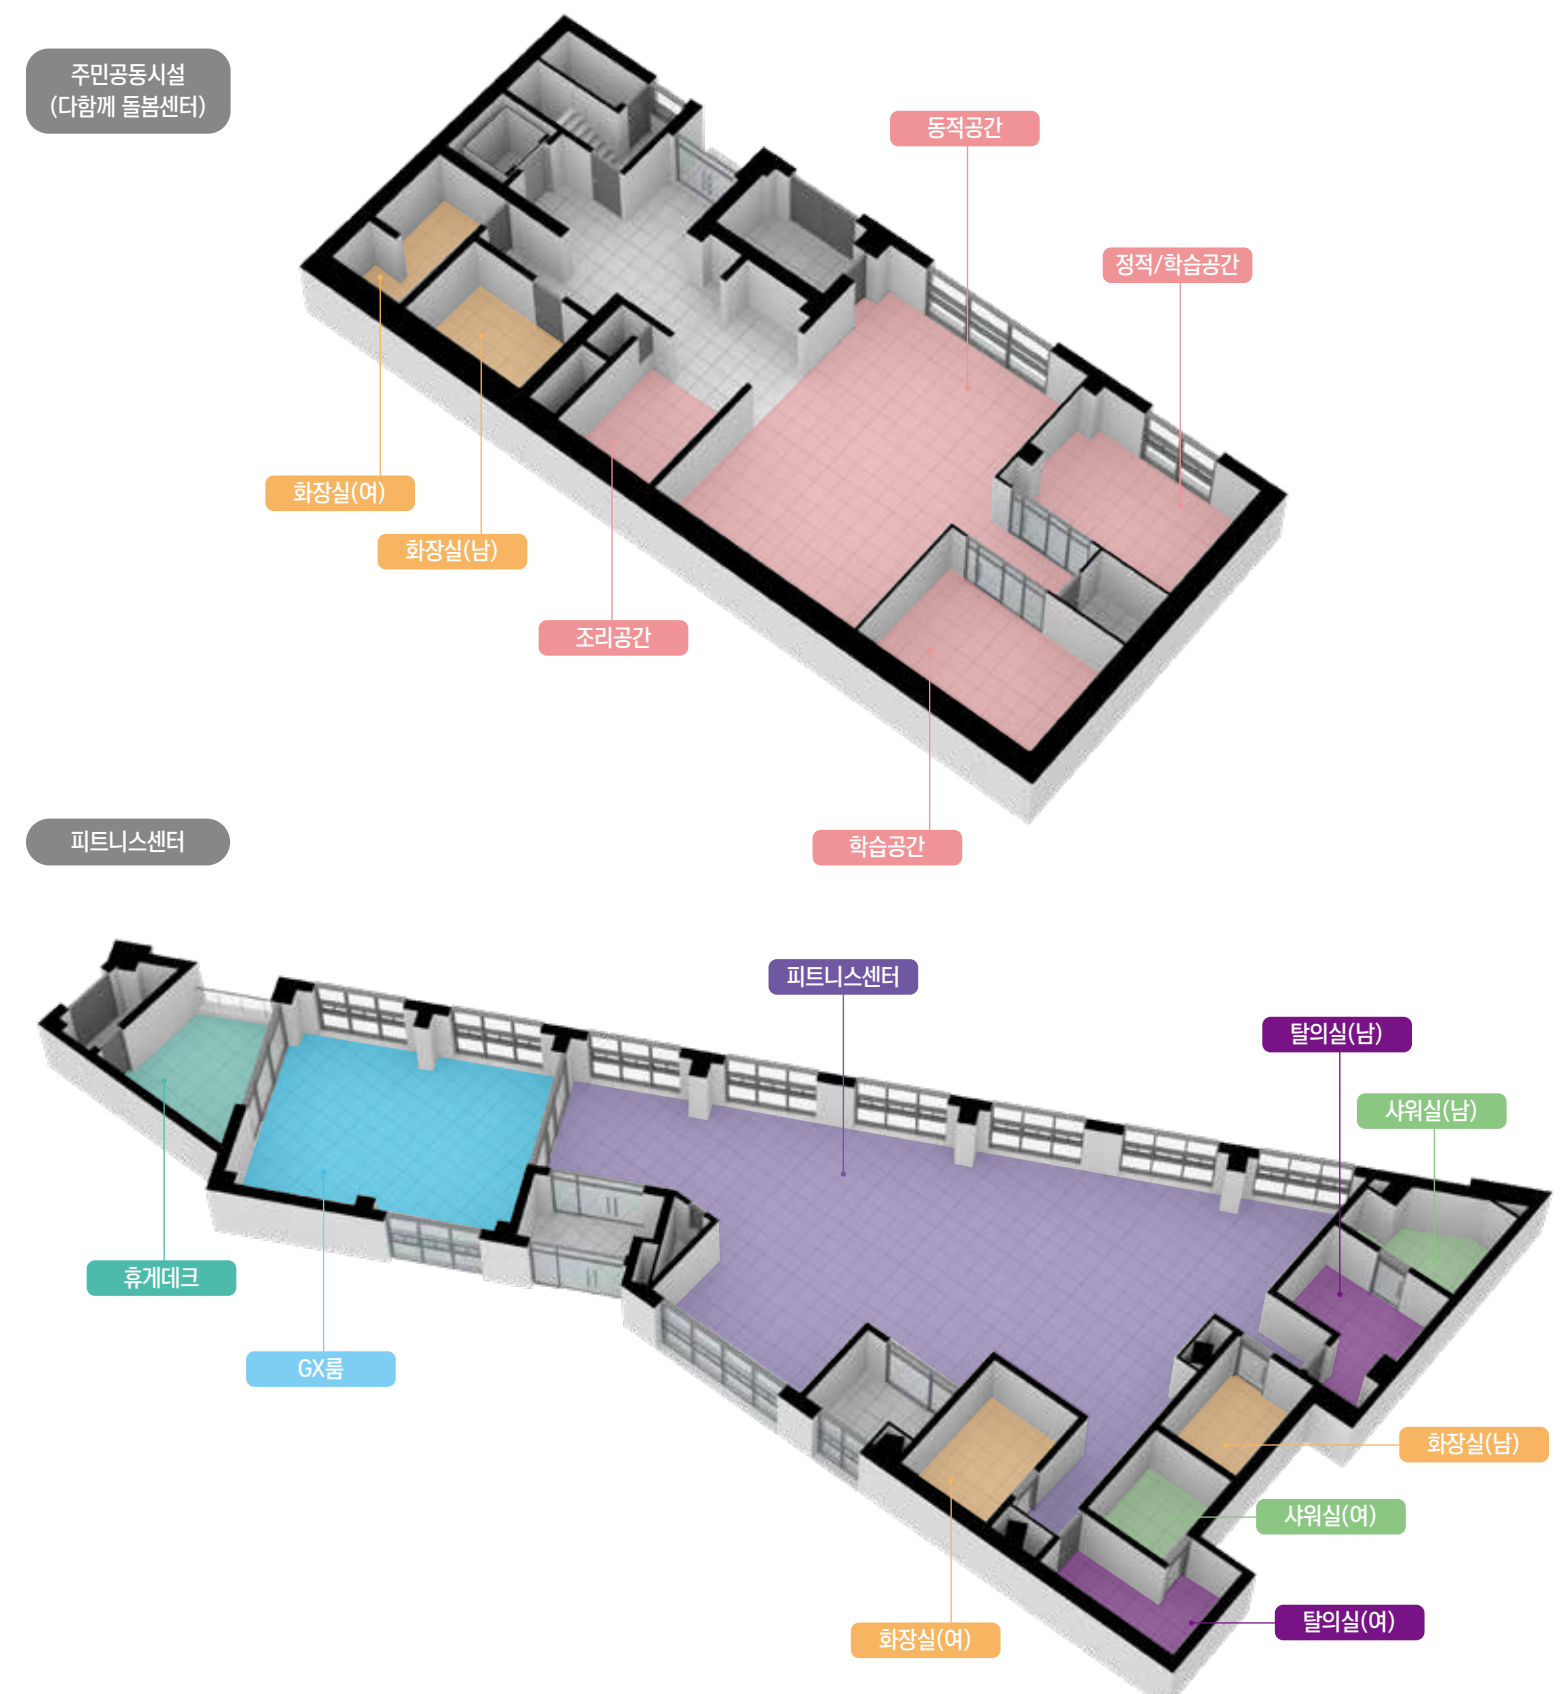 주민공동시설
(다함께 돌봄센터)
동적공간
정적/학습공간
화장실(여)
화장실(남)
조리공간
학습공간
피트니스센터
피트니스센터
탈의실(남)
샤워실(남)
휴게데크
GX룸
화장실(남)
샤워실(여)
탈의실(여)
화장실(여)